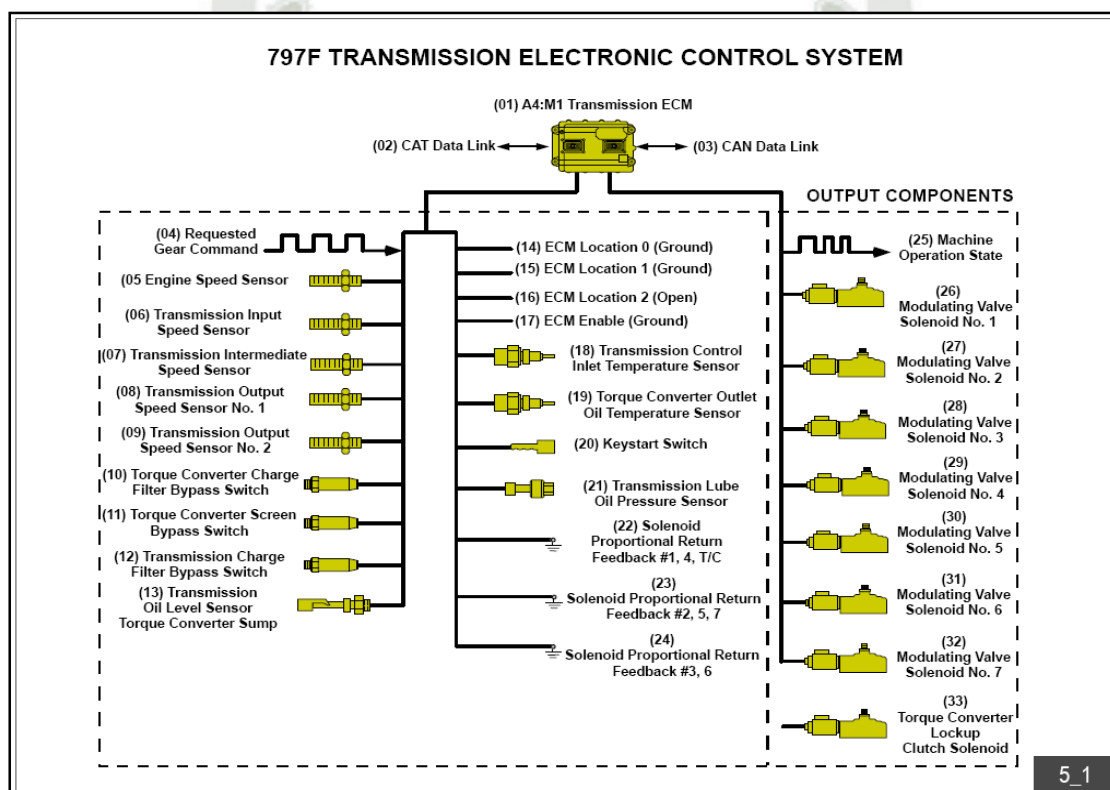 797F TRANSMISSION ELECTRONIC CONTROL SYSTEM
(01) A4:M1 Transmission ECM
(02) CAT Data Link
(03) CAN Data Link
OUTPUT COMPONENTS
(04) Requested
Gear Command
(05 Engine Speed Sensor
(06) Transmission Input
Speed Sensor
(07) Transmission Intermediate
Speed Sensor
(08) Transmission Output
Speed Sensor No. 1
(09) Transmission Output
Speed Sensor No. 2
(10) Torque Converter Charge
Filter Bypass Switch
(11) Torque Converter Screen
Bypass Switch
(12) Transmission Charge
Filter Bypass Switch
(13) Transmission
Oil Level Sensor
Torque Converter Sump
(14) ECM Location 0 (Ground)
(15) ECM Location 1 (Ground)
(16) ECM Location 2 (Open)
(17) ECM Enable (Ground)
(18) Transmission Control
Inlet Temperature Sensor
(19) Torque Converter Outlet
Oil Temperature Sensor
(20) Keystart Switch
(21) Transmission Lube
Oil Pressure Sensor
(22) Solenoid
Proportional Return
Feedback #1, 4, T/C
(23)
Solenoid Proportional Return
Feedback #2, 5, 7
(24)
Solenoid Proportional Return
Feedback #3, 6
(25) Machine
Operation State
(26)
Modulating Valve
Solenoid No. 1
(27)
Modulating Valve
Solenoid No. 2
(28)
Modulating Valve
Solenoid No. 3
(29)
Modulating Valve
Solenoid No. 4
(30)
Modulating Valve
Solenoid No. 5
(31)
Modulating Valve
Solenoid No. 6
(32)
Modulating Valve
Solenoid No. 7
(33)
Torque Converter
Lockup
Clutch Solenoid
5_1